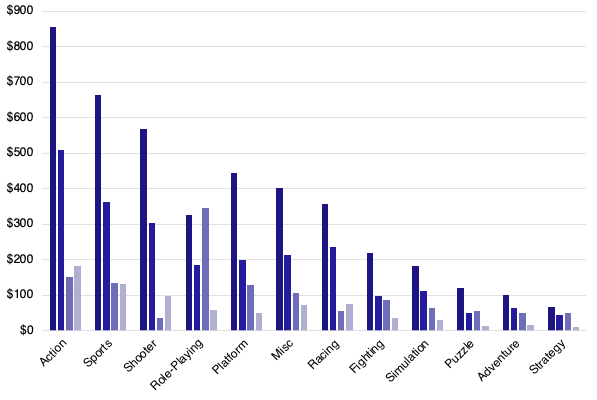 $900
$800
$700
$600
$500
$400
$300
$200
$100
$0
Action
Sports
Shooter
Role-Playing
Platform
Misc
Racing
Fighting
Simulation
Puzzle
Adventure
Strategy